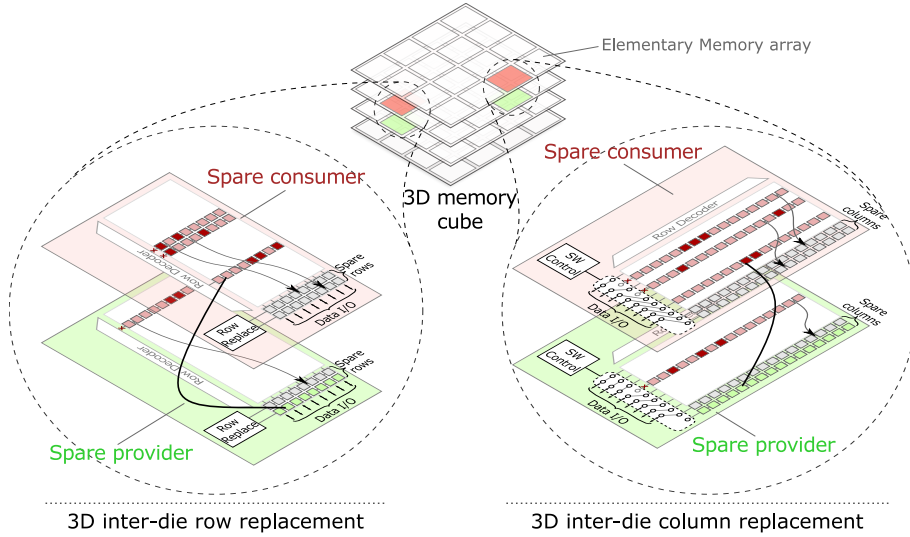 Elementary Memory array
3D memory
cube
Spare consumer
Row Decoder
Spare
rows
Data I/O
Row
Replace
Row Decoder
Spare
rows
Data I/O
Row
Replace
Spare provider
3D inter-die row replacement
Spare consumer
Row Decoder
Spare
columns
SW
Control
Data I/O
Spare
columns
SW
Control
Data I/O
Spare provider
3D inter-die column replacement